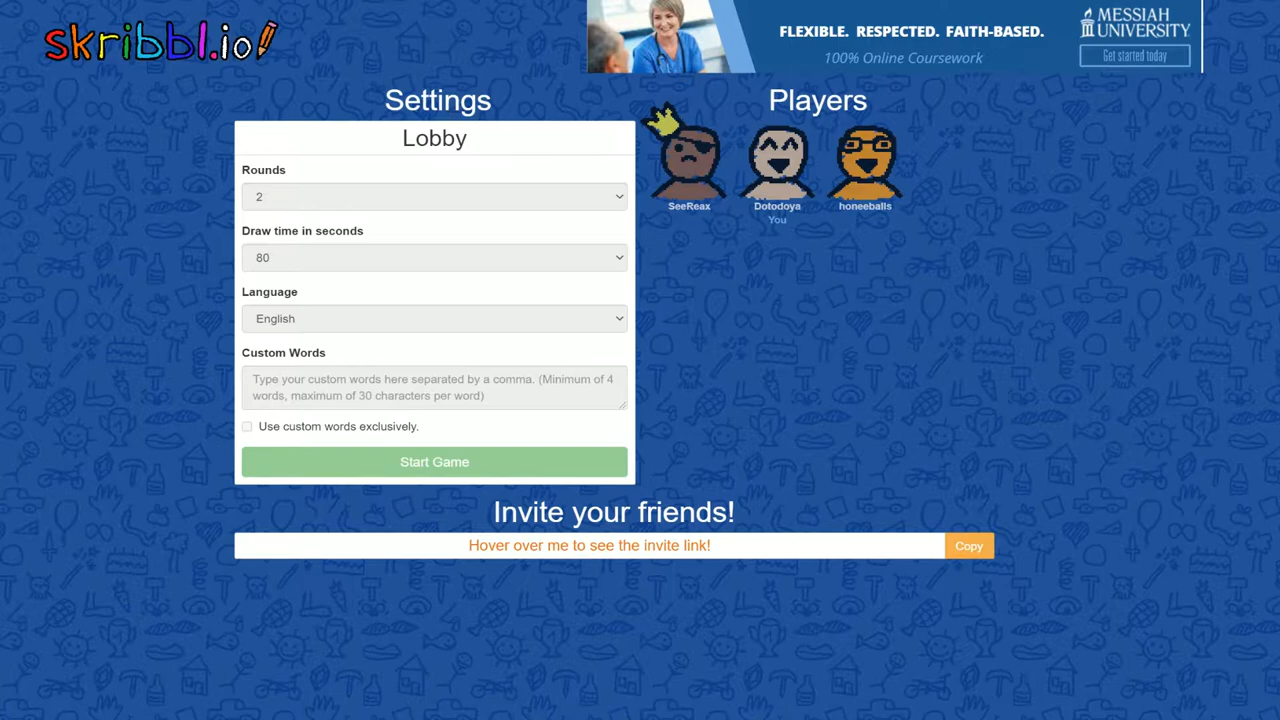 skribbl.io!
FLEXIBLE. RESPECTED. FAITH-BASED.
100% Online Coursework
MESSIAH
UNIVERSITY
Get started today
Settings
Players
Lobby
Rounds
2
Draw time in seconds
80
Language
English
Custom Words
Type your custom words here separated by a comma. (Minimum of 4
words, maximum of 30 characters per word)
Use custom words exclusively.
Start Game
SeeReax
Dotodoya
honeeballs
You
Invite your friends!
Hover over me to see the invite link!
Copy